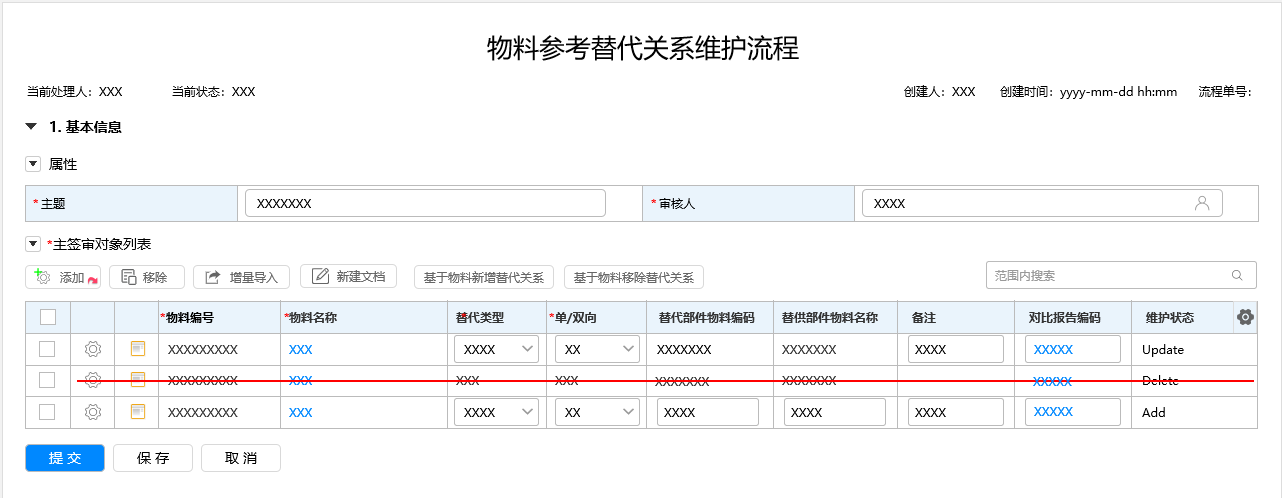 物料参考替代关系维护流程
当前处理人：XXX 当前状态：XXX 创建人：XXX 创建时间：yyyy-mm-dd hh:mm 流程单号：
1. 基本信息
属性
*主题 XXXXXXX *审核人 XXXX
*主签审对象列表
添加 移除 增量导入 新建文档 基于物料新增替代关系 基于物料移除替代关系 范围内搜索
*物料编号 *物料名称 *替代类型 *单/双向 替代部件物料编码 替供部件物料名称 备注 对比报告编码 维护状态
XXXXXXXXX XXX XXXX XX XXXXXXX XXXXXXX XXXX XXXXX Update
XXXXXXXXX XXX XXX XXX XXXXXXX XXXXXXX XXXXX Delete
XXXXXXXXX XXX XXXX XX XXXX XXXX XXXX XXXXX Add
提 交 保 存 取 消